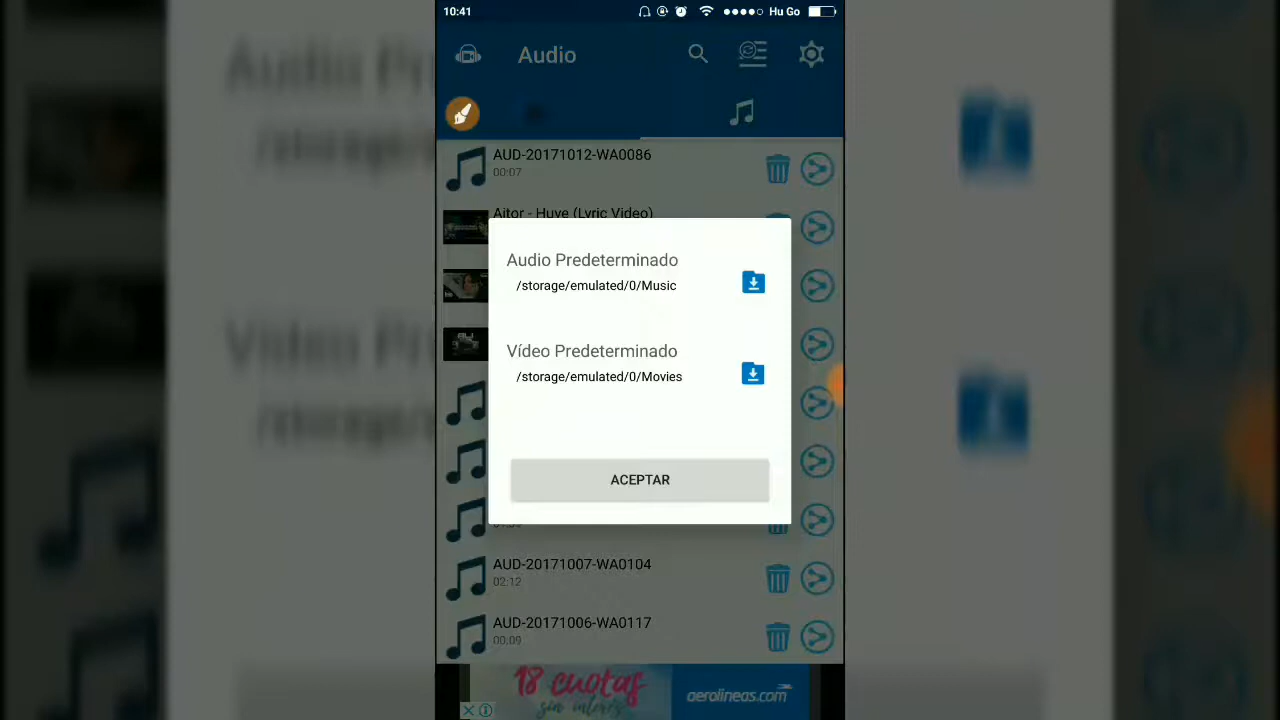 10:41
Hu Go
Audio
AUD-20171012-WA0086
00:07
Aitor - Huye (Lyric Video)
Audio Predeterminado
/storage/emulated/0/Music
Vídeo Predeterminado
/storage/emulated/0/Movies
ACEPTAR
AUD-20171007-WA0104
02:12
AUD-20171006-WA0117
00:09
18 cuotas
sin interés
aerolineas.com